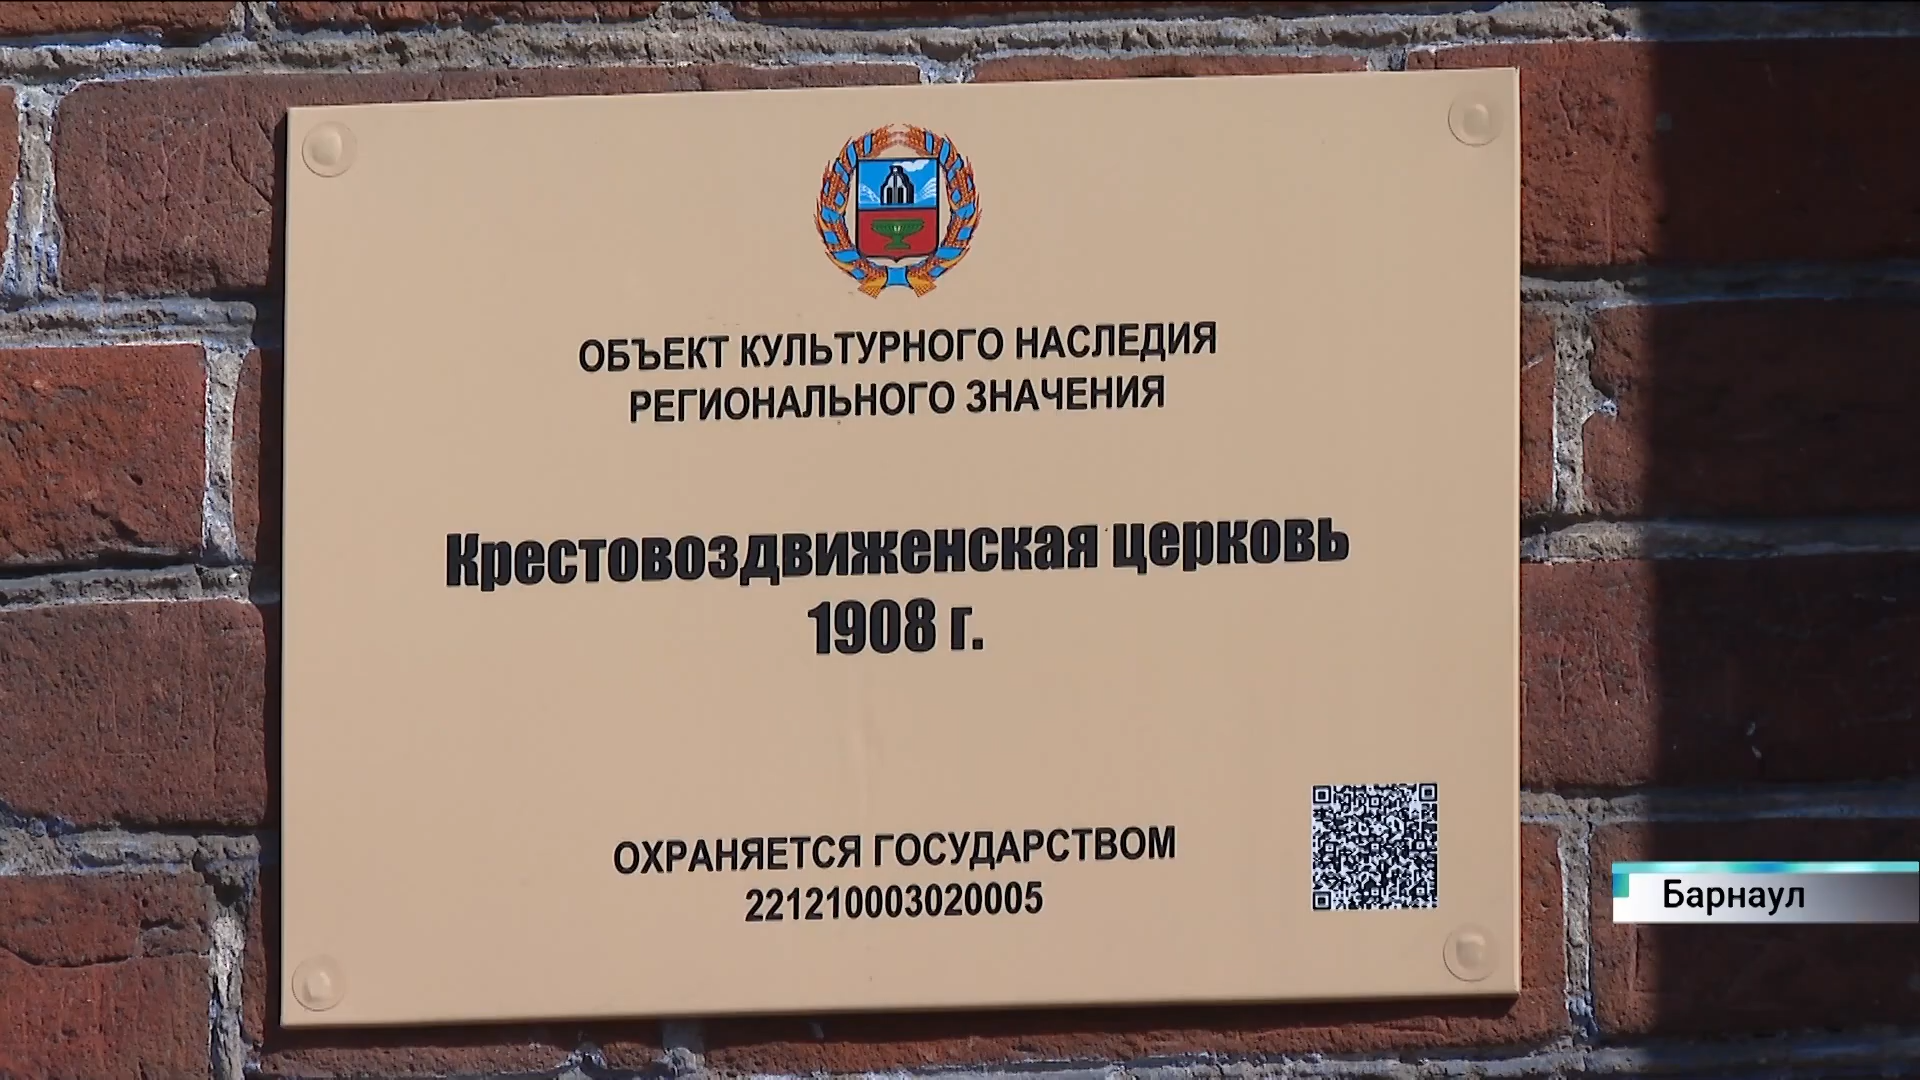 ОБЪЕКТ КУЛЬТУРНОГО НАСЛЕДИЯ
РЕГИОНАЛЬНОГО ЗНАЧЕНИЯ
Крестовоздвиженская церковь
1908 г.
ОХРАНЯЕТСЯ ГОСУДАРСТВОМ
221210003020005
Барнаул